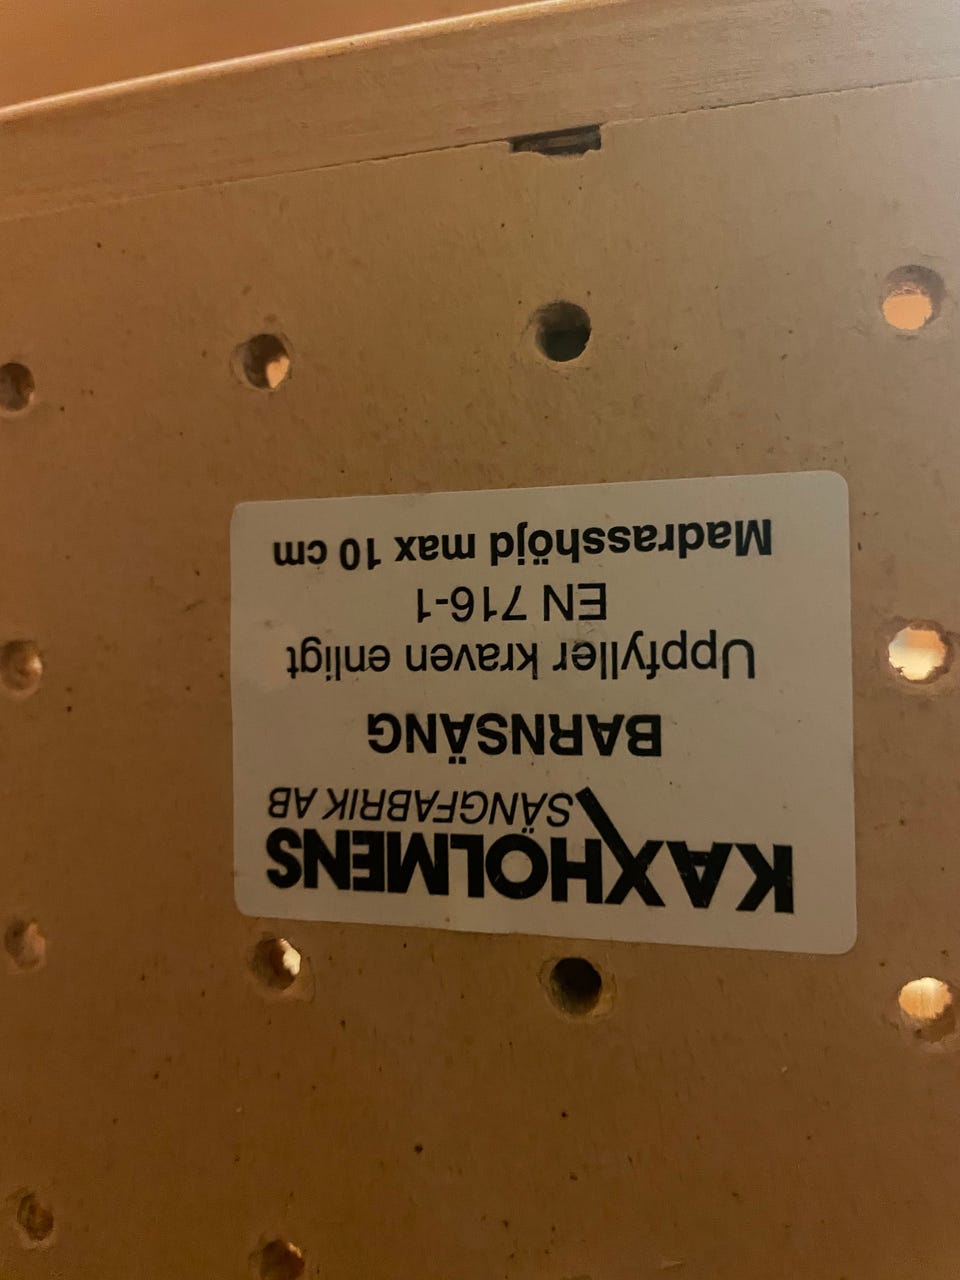 KAXHOLMENS
SÄNGFABRIK AB
BARNSÄNG
Uppfyller kraven enligt
EN 716-1
Madrasshöjd max 10 cm